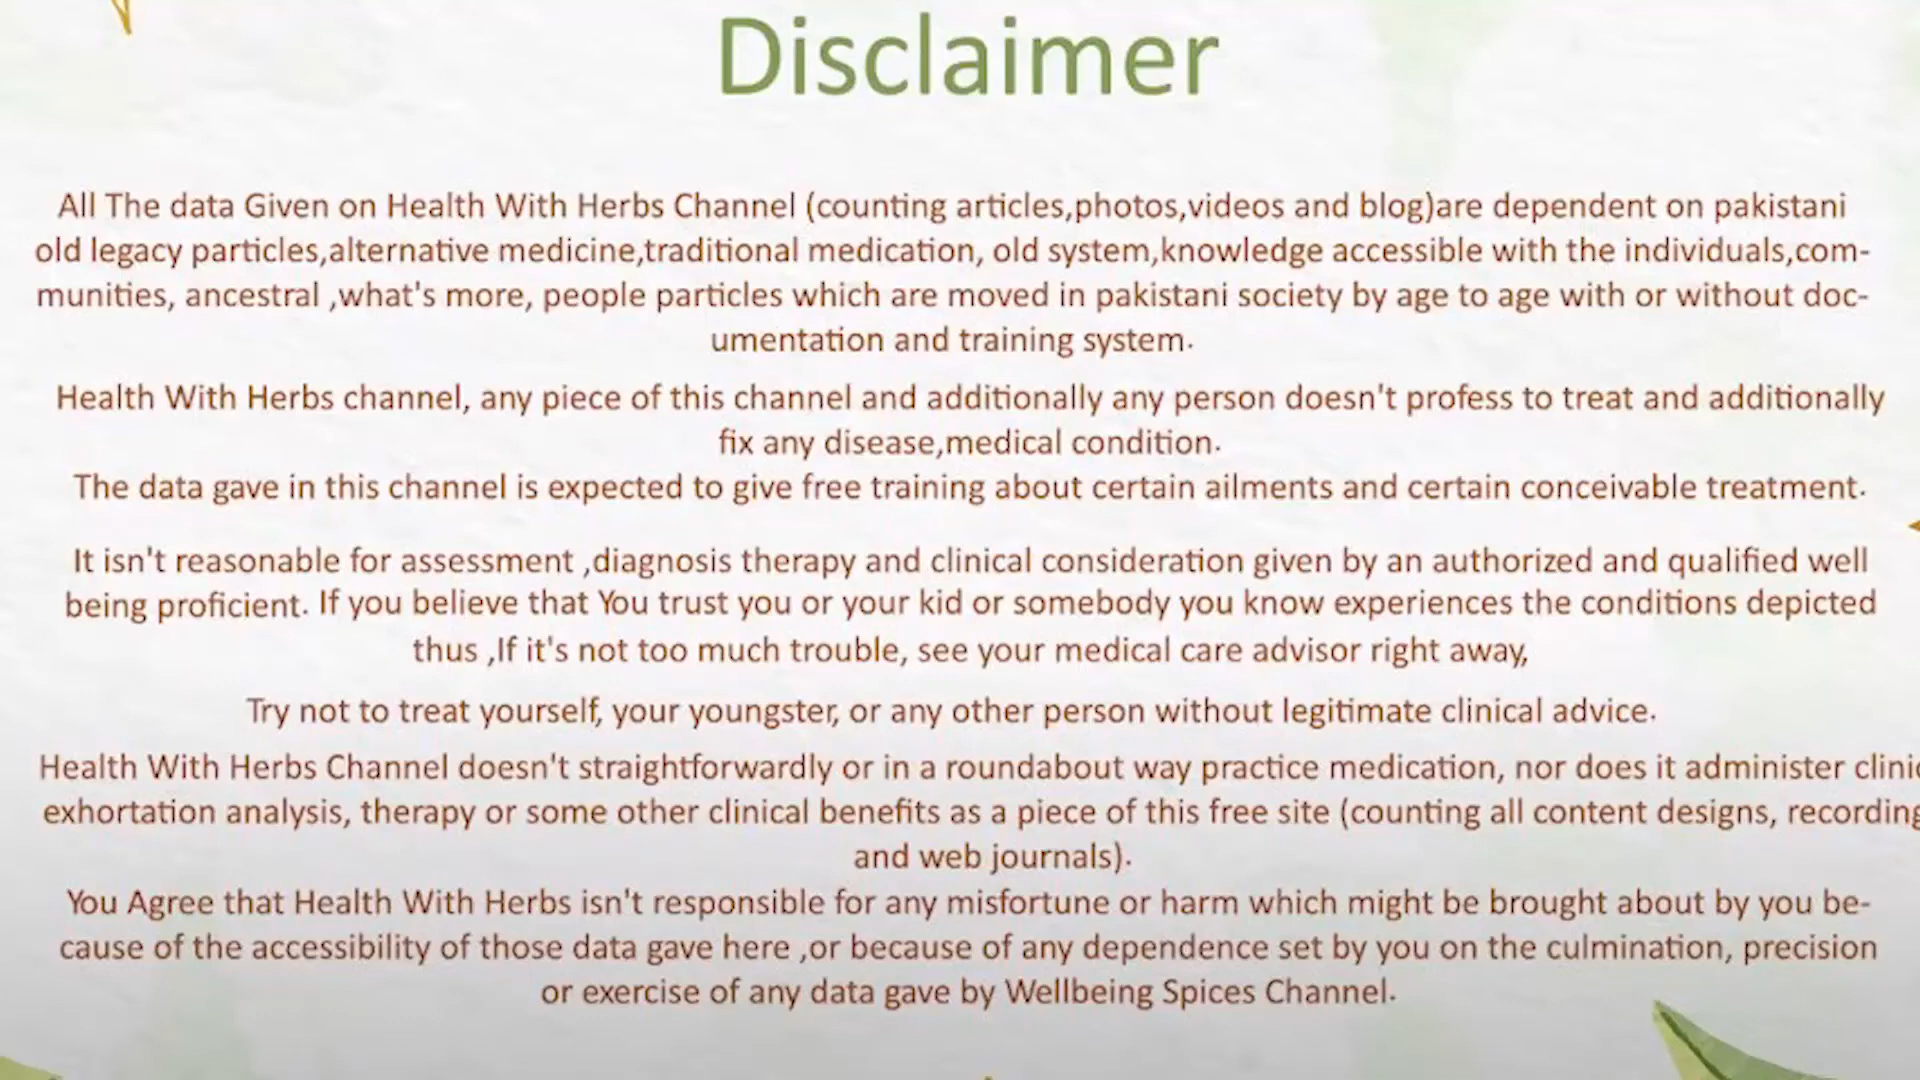 Disclaimer
All The data Given on Health With Herbs Channel (counting articles,photos,videos and blog)are dependent on pakistani
old legacy particles,alternative medicine,traditional medication, old system,knowledge accessible with the individuals,com-
munities, ancestral ,what's more, people particles which are moved in pakistani society by age to age with or without doc-
umentation and training system.
Health With Herbs channel, any piece of this channel and additionally any person doesn't profess to treat and additionally
fix any disease,medical condition.
The data gave in this channel is expected to give free training about certain ailments and certain conceivable treatment.
It isn't reasonable for assessment ,diagnosis therapy and clinical consideration given by an authorized and qualified well
being proficient. If you believe that You trust you or your kid or somebody you know experiences the conditions depicted
thus ,If it's not too much trouble, see your medical care advisor right away,
Try not to treat yourself, your youngster, or any other person without legitimate clinical advice.
Health With Herbs Channel doesn't straightforwardly or in a roundabout way practice medication, nor does it administer clinic
exhortation analysis, therapy or some other clinical benefits as a piece of this free site (counting all content designs, recording
and web journals).
You Agree that Health With Herbs isn't responsible for any misfortune or harm which might be brought about by you be-
cause of the accessibility of those data gave here ,or because of any dependence set by you on the culmination, precision
or exercise of any data gave by Wellbeing Spices Channel.